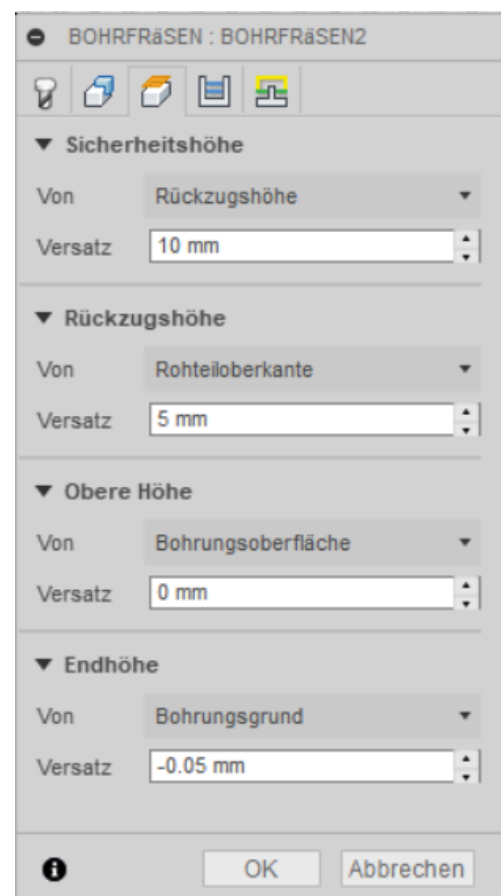 BOHRFRäSEN : BOHRFRäSEN2
Sicherheitshöhe
Von Rückzugshöhe
Versatz 10 mm
Rückzugshöhe
Von Rohteiloberkante
Versatz 5 mm
Obere Höhe
Von Bohrungsoberfläche
Versatz 0 mm
Endhöhe
Von Bohrungsgrund
Versatz -0.05 mm
OK Abbrechen